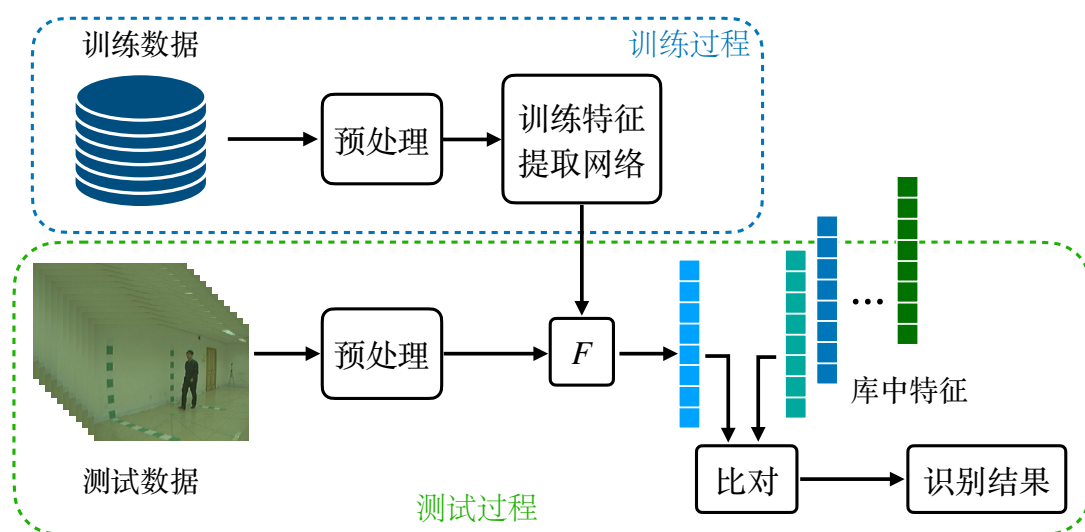 训练数据
训练过程
预处理
训练特征
提取网络
预处理
F
...
库中特征
测试数据
测试过程
比对
识别结果